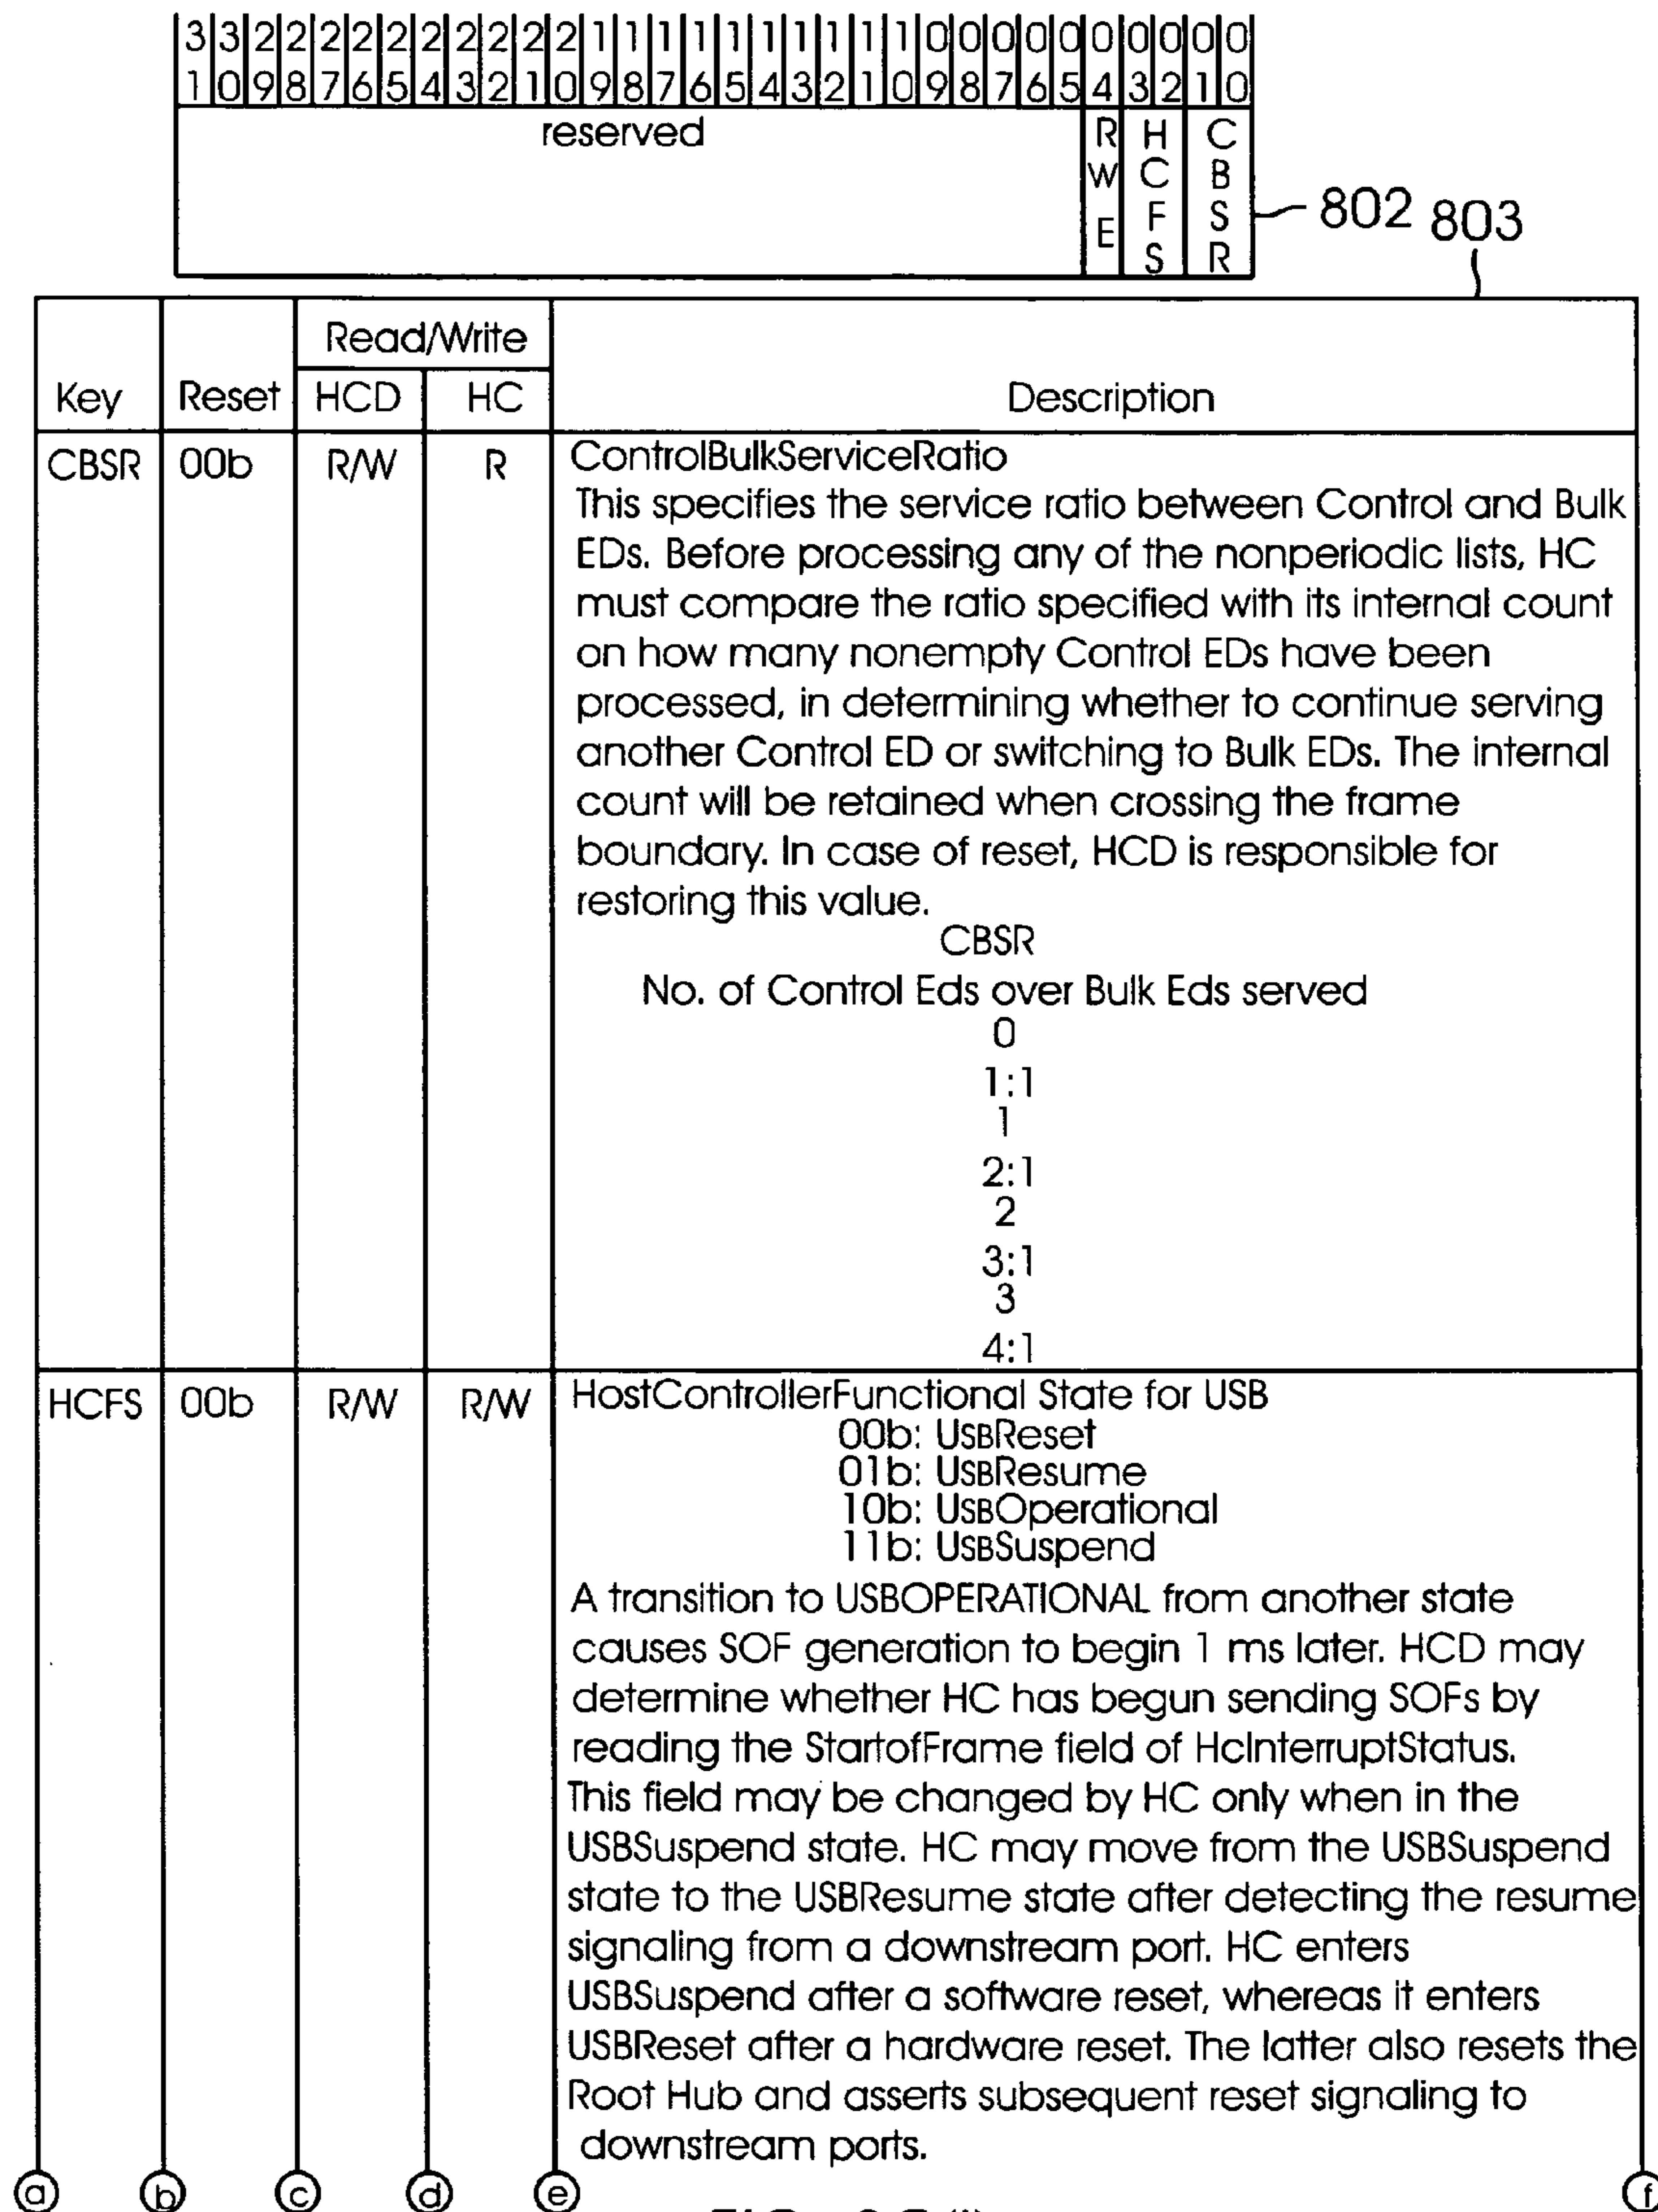 3 3 2 2 2 2 2 2 2 2 2 2 1 1 1 1 1 1 1 1 1 1 0 0 0 0 0 0 0 0 0 0
1 0 9 8 7 6 5 4 3 2 1 0 9 8 7 6 5 4 3 2 1 0 9 8 7 6 5 4 3 2 1 0
reserved
RWE
HCFS
CBSR
802
803
Key Reset Read/Write Description
HCD HC
CBSR 00b R/W R ControlBulkServiceRatio
This specifies the service ratio between Control and Bulk
EDs. Before processing any of the nonperiodic lists, HC
must compare the ratio specified with its internal count
on how many nonempty Control EDs have been
processed, in determining whether to continue serving
another Control ED or switching to Bulk EDs. The internal
count will be retained when crossing the frame
boundary. In case of reset, HCD is responsible for
restoring this value.
CBSR
No. of Control Eds over Bulk Eds served
0
1:1
1
2:1
2
3:1
3
4:1
HCFS 00b R/W R/W HostControllerFunctional State for USB
00b: USBReset
01b: USBResume
10b: USBOperational
11b: USBSuspend
A transition to USBOPERATIONAL from another state
causes SOF generation to begin 1 ms later. HCD may
determine whether HC has begun sending SOFs by
reading the StartofFrame field of HcInterruptStatus.
This field may be changed by HC only when in the
USBSuspend state. HC may move from the USBSuspend
state to the USBResume state after detecting the resume
signaling from a downstream port. HC enters
USBSuspend after a software reset, whereas it enters
USBReset after a hardware reset. The latter also resets the
Root Hub and asserts subsequent reset signaling to
downstream ports.
a b c d e f